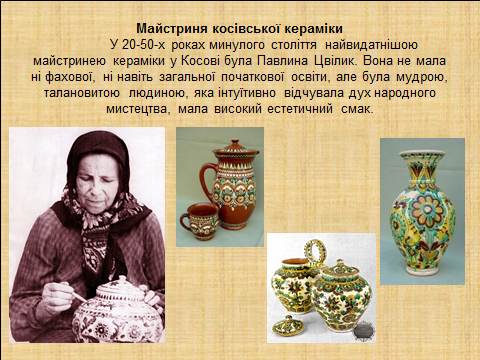 Майстриня косівської кераміки
У 20-50-х роках минулого століття найвидатнішою
майстринею кераміки у Косові була Павлина Цвілик. Вона не мала
ні фахової, ні навіть загальної початкової освіти, але була мудрою,
талановитою людиною, яка інтуїтивно відчувала дух народного
мистецтва, мала високий естетичний смак.